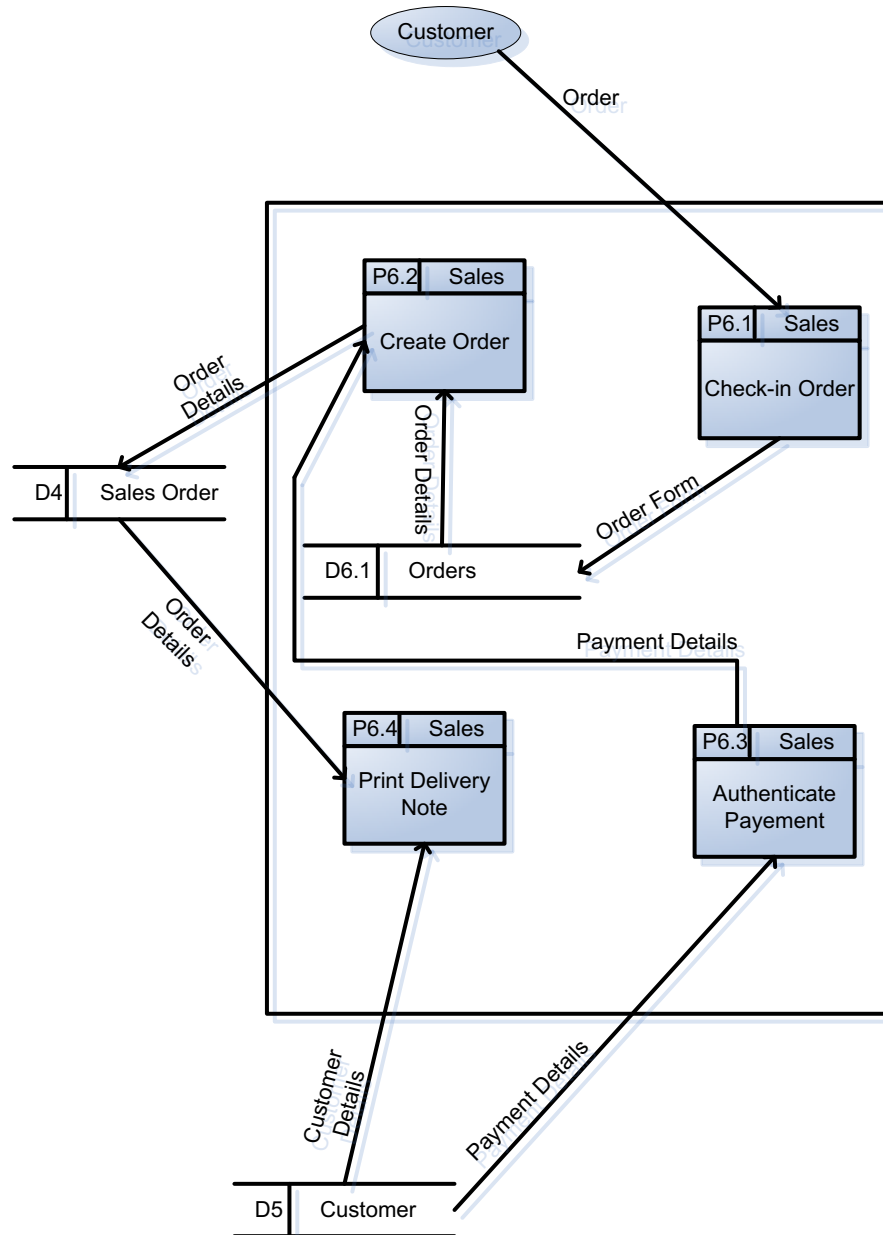 Customer
Order
P6.2 Sales
Create Order
P6.1 Sales
Check-in Order
Order
Details
Order Details
Order Form
D4 Sales Order
D6.1 Orders
Order
Details
Payment Details
P6.4 Sales
Print Delivery
Note
P6.3 Sales
Authenticate
Payement
Customer
Details
Payment Details
D5 Customer